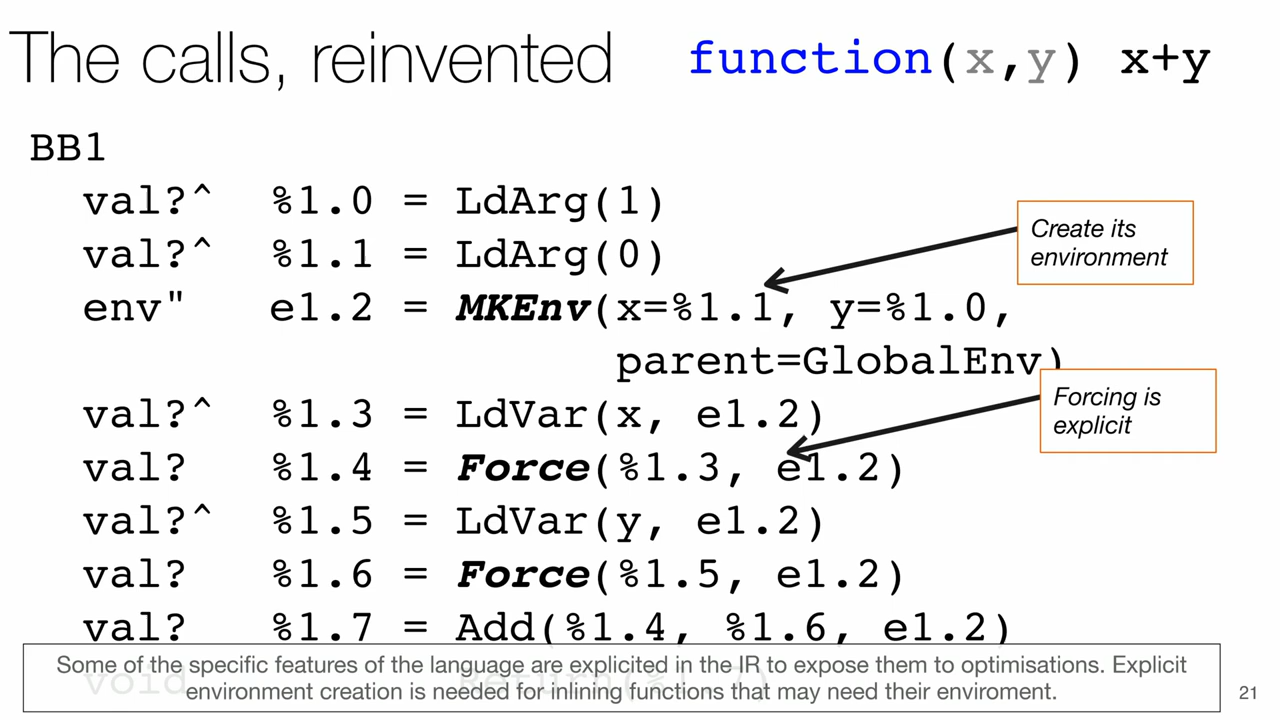 The calls, reinvented
function(x,y) x+y
BB1
val?^ %1.0 = LdArg(1)
val?^ %1.1 = LdArg(0)
Create its
environment
env" e1.2 = MKEnv(x=%1.1, y=%1.0,
parent=GlobalEnv)
Forcing is
explicit
val?^ %1.3 = LdVar(x, e1.2)
val? %1.4 = Force(%1.3, e1.2)
val?^ %1.5 = LdVar(y, e1.2)
val? %1.6 = Force(%1.5, e1.2)
val? %1.7 = Add(%1.4, %1.6, e1.2)
void Return(%1.7)
Some of the specific features of the language are explicited in the IR to expose them to optimisations. Explicit
environment creation is needed for inlining functions that may need their enviroment.
21